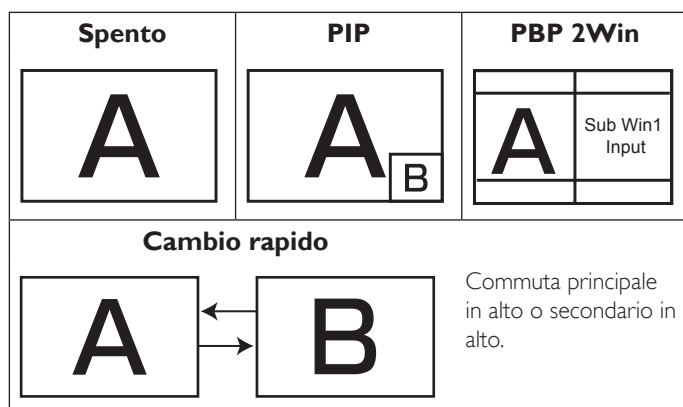 Spento
PIP
PBP 2Win
A
A
B
A
Sub Win1
Input
Cambio rapido
A
B
Commuta principale
in alto o secondario in
alto.